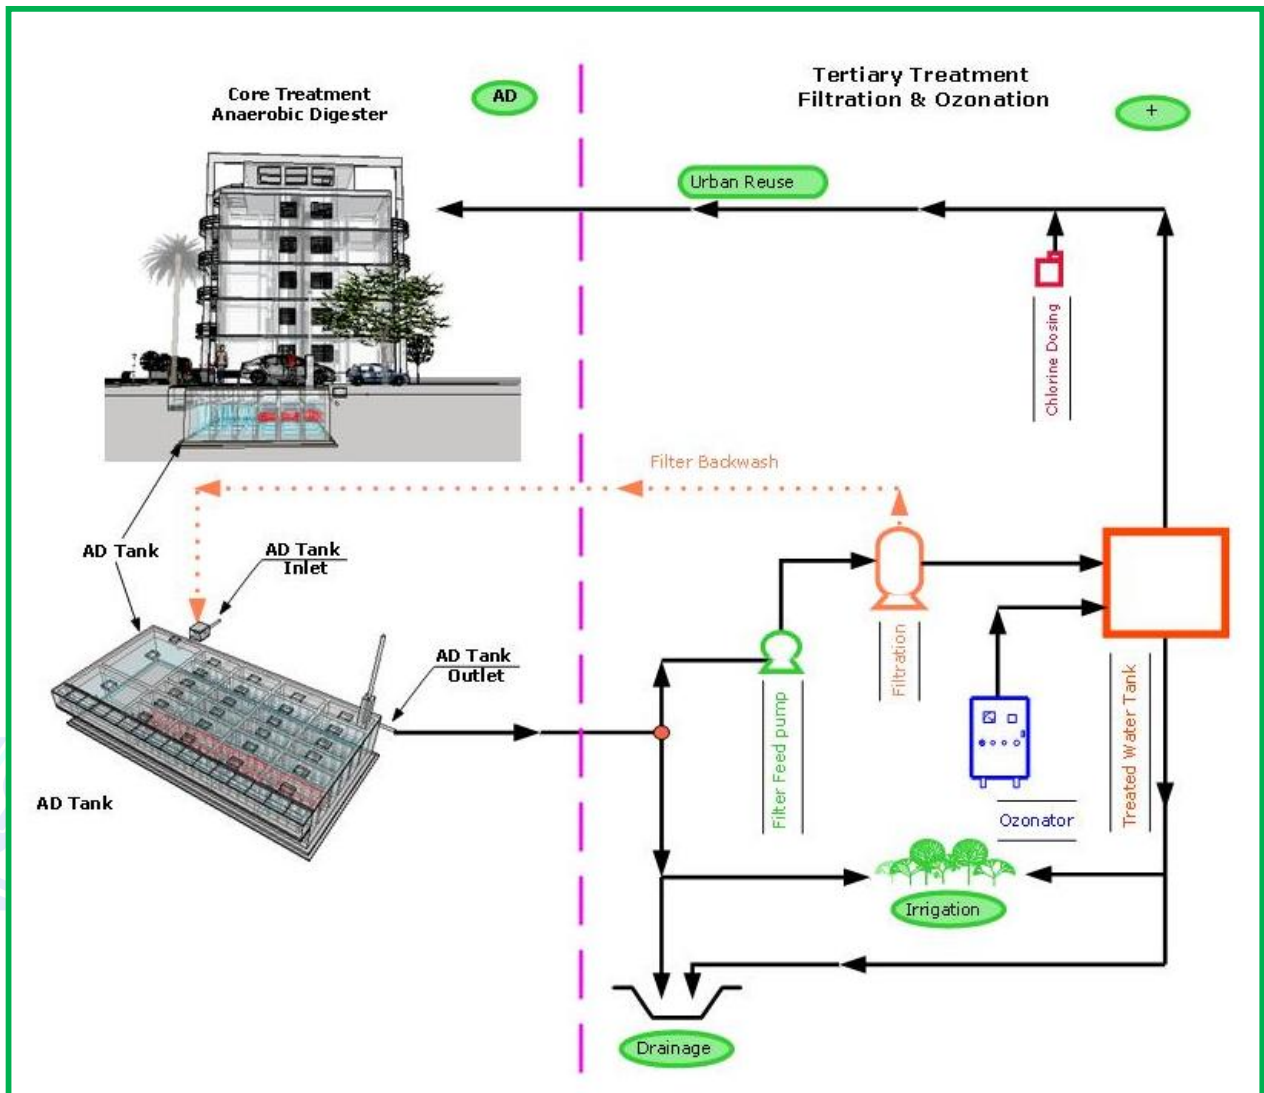 Core Treatment
Anaerobic Digester
AD
Tertiary Treatment
Filtration & Ozonation
+
Urban Reuse
Chlorine Dosing
Filter Backwash
AD Tank
AD Tank
Inlet
AD Tank
Outlet
AD Tank
Filter Feed pump
Filtration
Ozonator
Treated Water Tank
Irrigation
Drainage